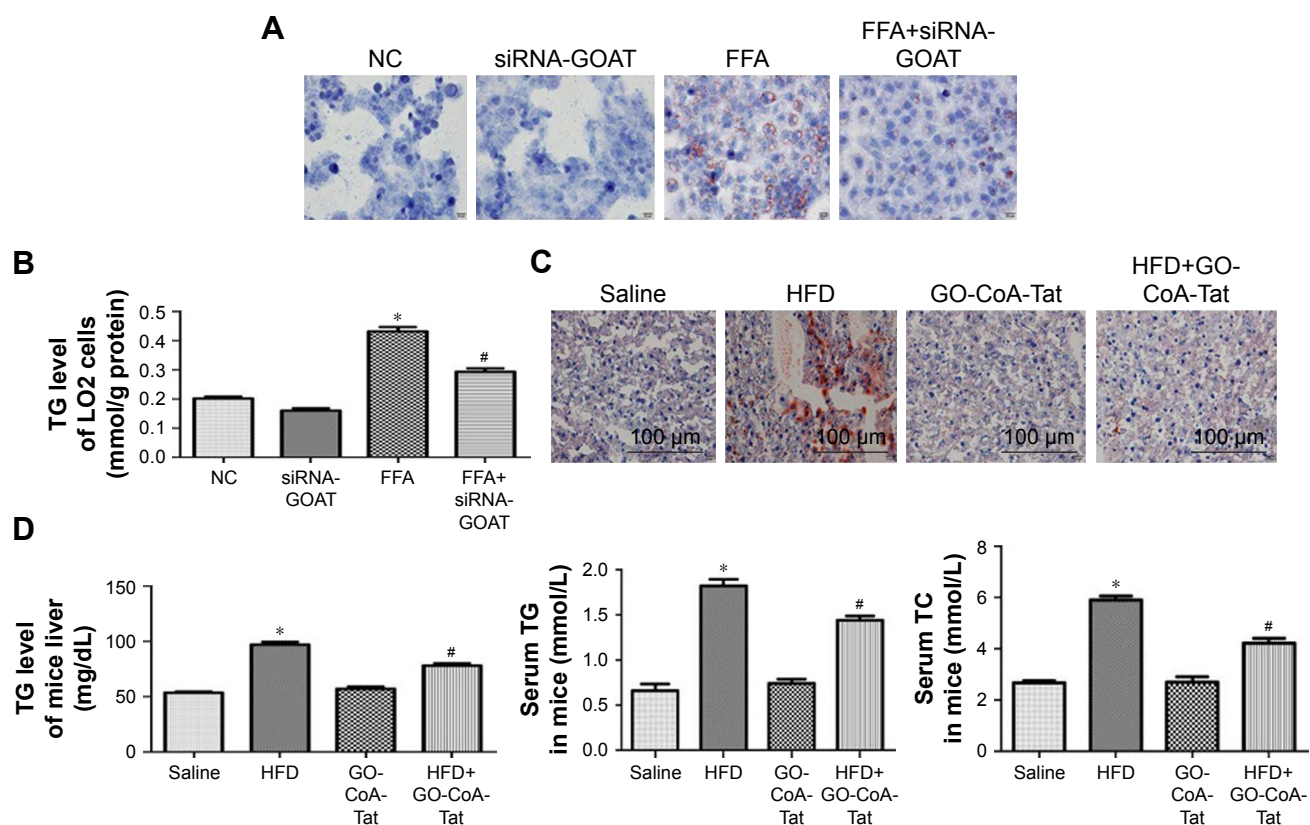 A
NC
siRNA-GOAT
FFA
FFA+siRNA-
GOAT
B
TG level
of LO2 cells
(mmol/g protein)
0.5
0.4
0.3
0.2
0.1
0.0
*
#
NC
siRNA-
GOAT
FFA
FFA+
siRNA-
GOAT
C
Saline
HFD
GO-CoA-Tat
HFD+GO-
CoA-Tat
100 µm
100 µm
100 µm
100 µm
D
TG level
of mice liver
(mg/dL)
150
100
50
0
*
#
Saline
HFD
GO-
CoA-
Tat
HFD+
GO-CoA-
Tat
Serum TG
in mice (mmol/L)
2.0
1.5
1.0
0.5
0.0
*
#
Saline
HFD
GO-
CoA-
Tat
HFD+
GO-CoA-
Tat
Serum TC
in mice (mmol/L)
8
6
4
2
0
*
#
Saline
HFD
GO-
CoA-
Tat
HFD+
GO-CoA-
Tat